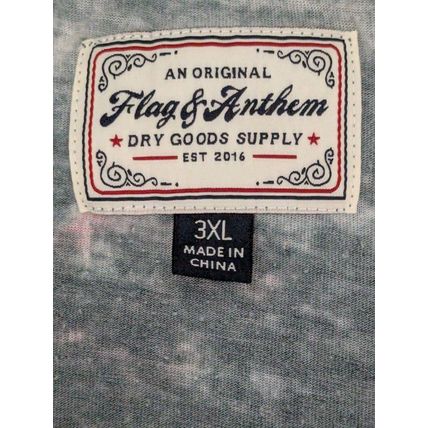 AN ORIGINAL
Flag & Anthem
★ DRY GOODS SUPPLY ★
EST 2016
3XL
MADE IN
CHINA